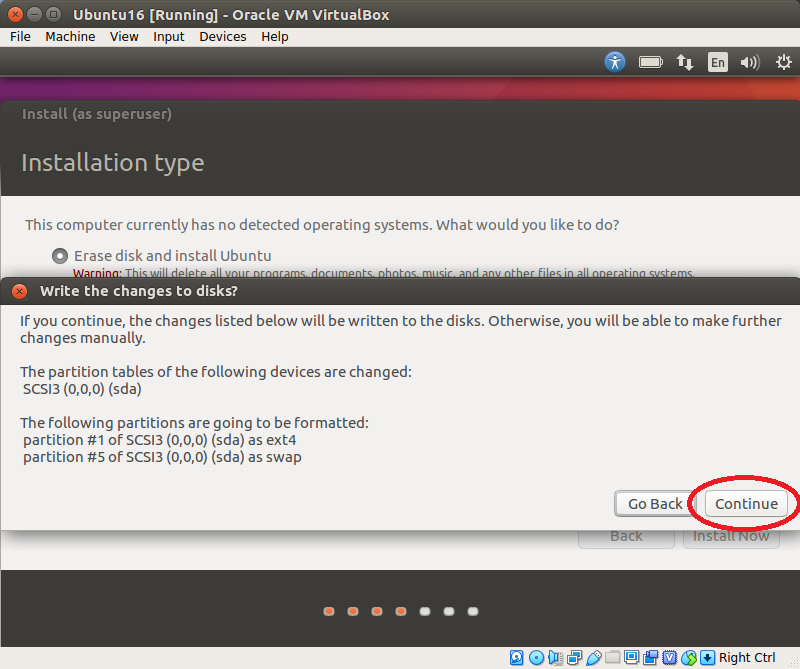 Ubuntu16 [Running] - Oracle VM VirtualBox
File Machine View Input Devices Help
En
Install (as superuser)
Installation type
This computer currently has no detected operating systems. What would you like to do?
Erase disk and install Ubuntu
Warning: This will delete all your programs, documents, photos, music, and any other files in all operating systems.
Write the changes to disks?
If you continue, the changes listed below will be written to the disks. Otherwise, you will be able to make further
changes manually.
The partition tables of the following devices are changed:
SCSI3 (0,0,0) (sda)
The following partitions are going to be formatted:
partition #1 of SCSI3 (0,0,0) (sda) as ext4
partition #5 of SCSI3 (0,0,0) (sda) as swap
Go Back Continue
Back Install Now
Right Ctrl